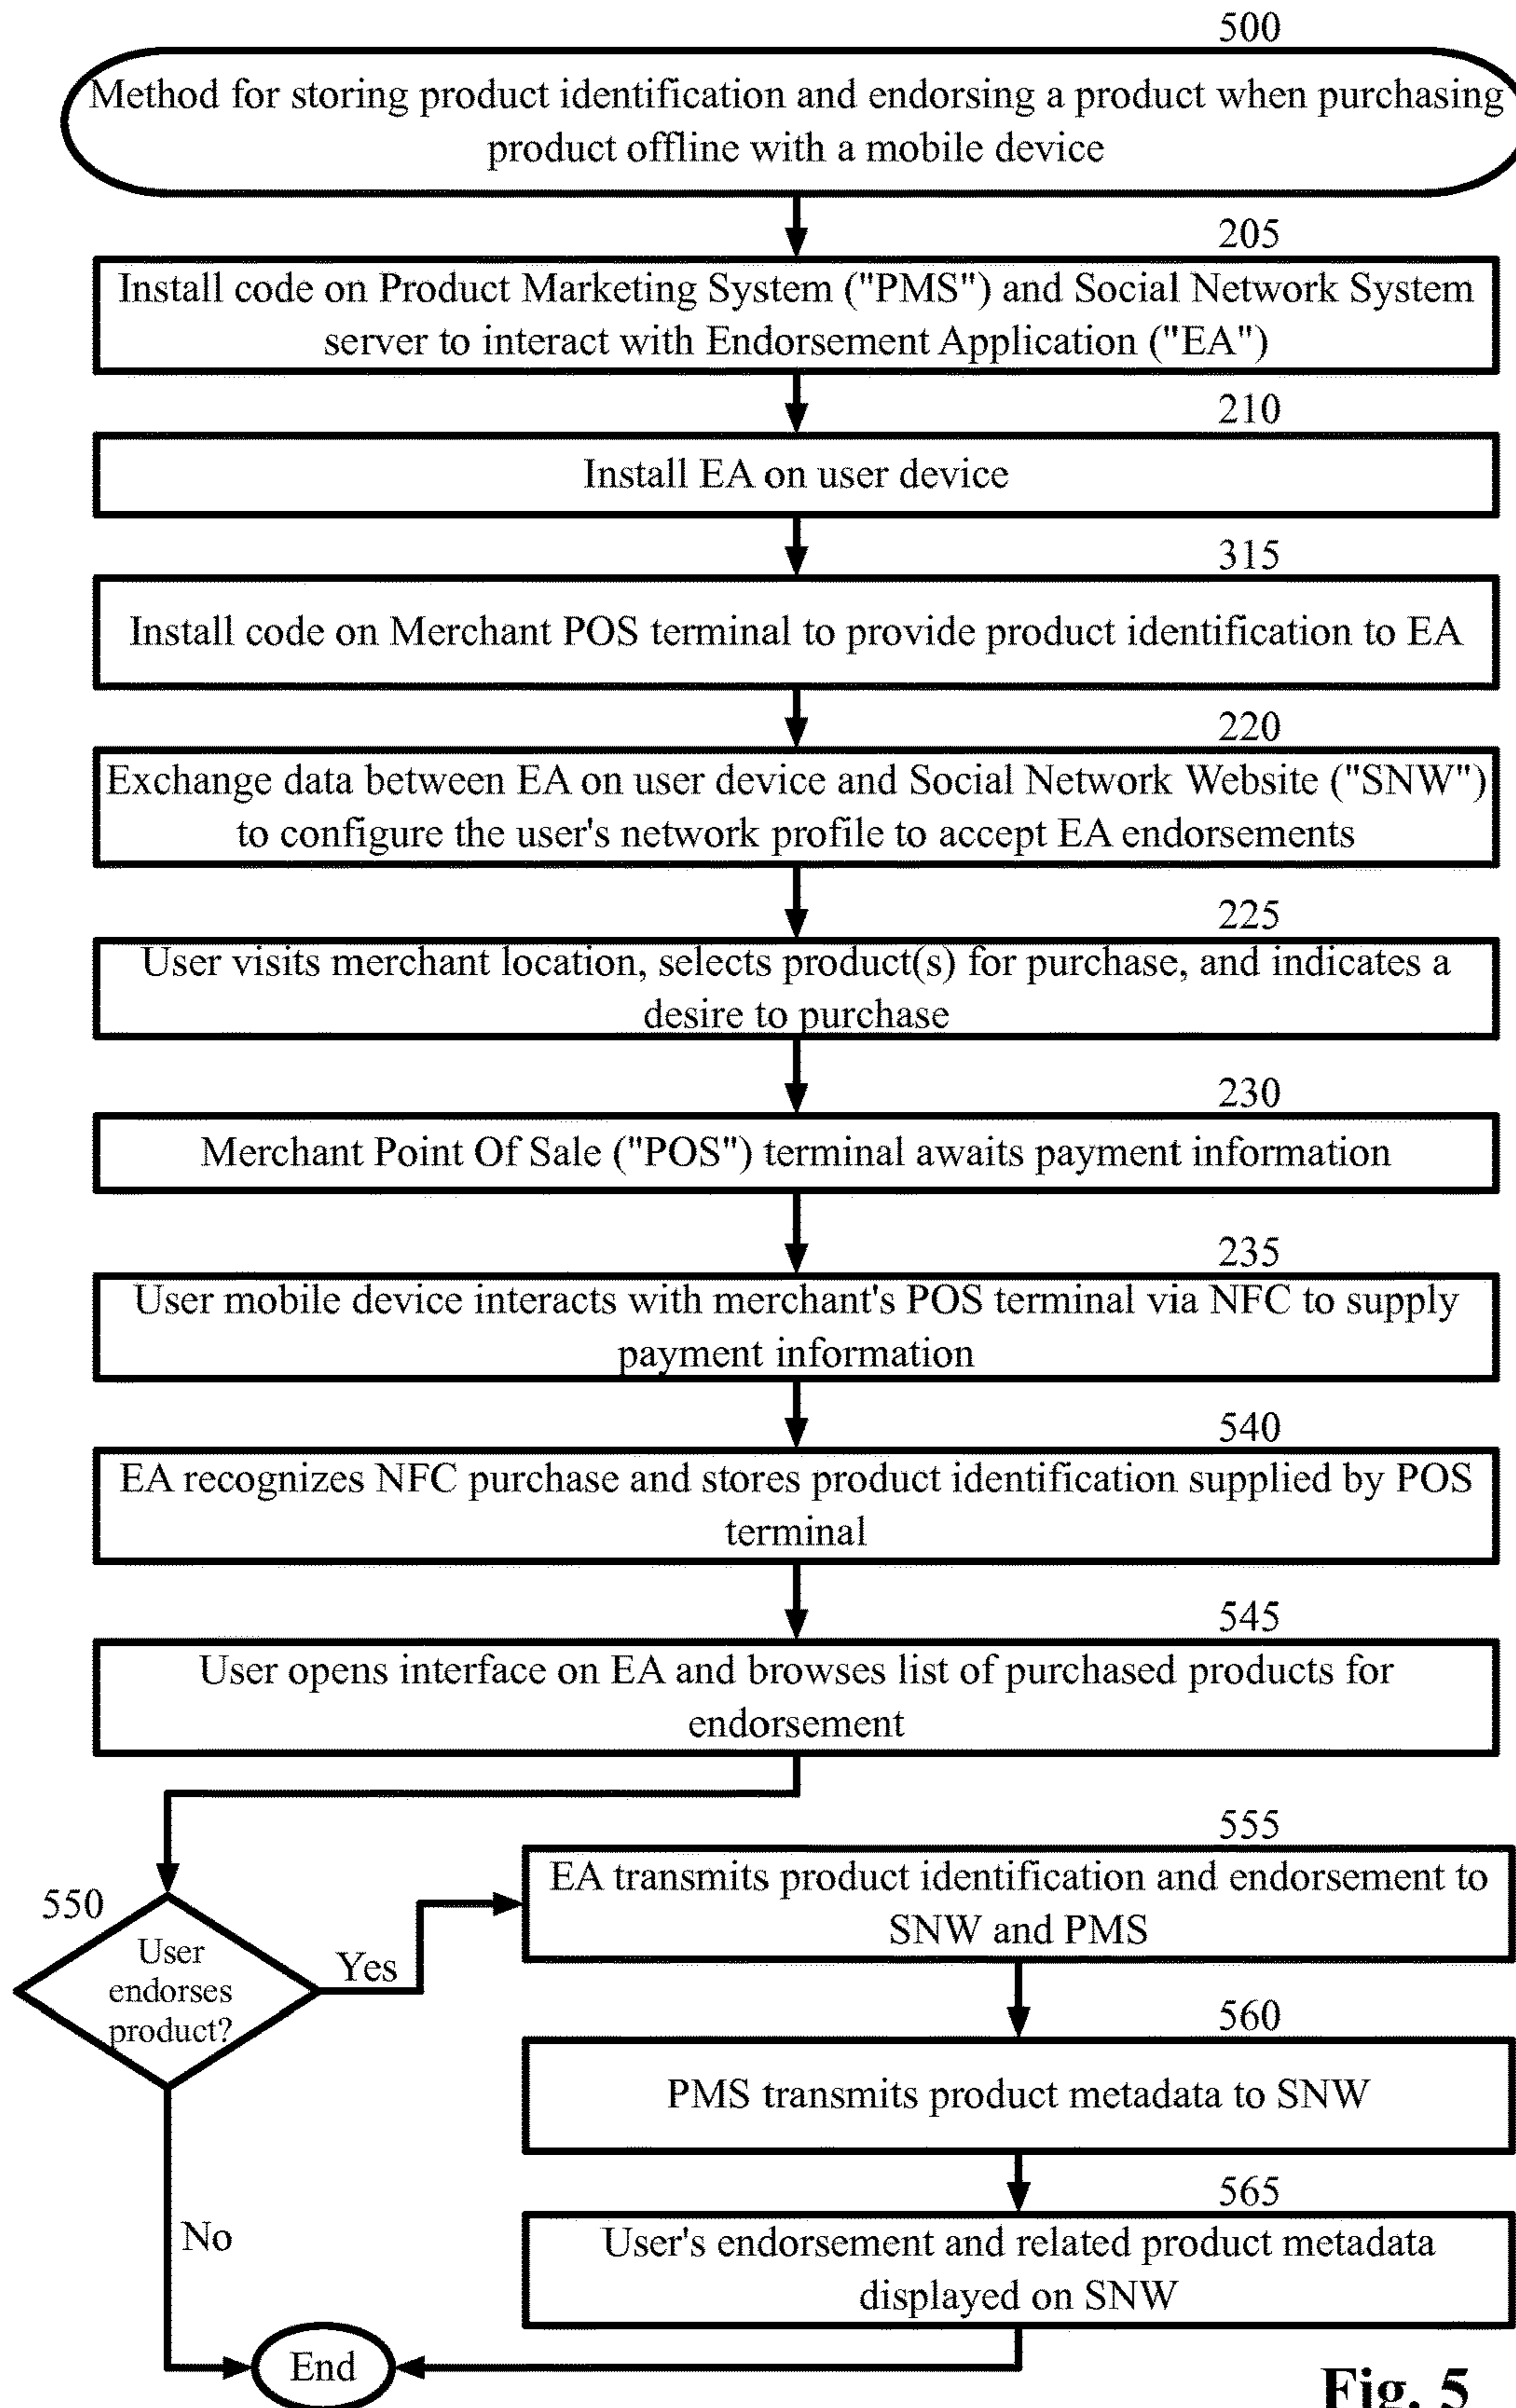 500
Method for storing product identification and endorsing a product when purchasing
product offline with a mobile device
205
Install code on Product Marketing System ("PMS") and Social Network System
server to interact with Endorsement Application ("EA")
210
Install EA on user device
315
Install code on Merchant POS terminal to provide product identification to EA
220
Exchange data between EA on user device and Social Network Website ("SNW")
to configure the user's network profile to accept EA endorsements
225
User visits merchant location, selects product(s) for purchase, and indicates a
desire to purchase
230
Merchant Point Of Sale ("POS") terminal awaits payment information
235
User mobile device interacts with merchant's POS terminal via NFC to supply
payment information
540
EA recognizes NFC purchase and stores product identification supplied by POS
terminal
545
User opens interface on EA and browses list of purchased products for
endorsement
550
User
endorses
product?
Yes
No
555
EA transmits product identification and endorsement to
SNW and PMS
560
PMS transmits product metadata to SNW
565
User's endorsement and related product metadata
displayed on SNW
End
Fig. 5